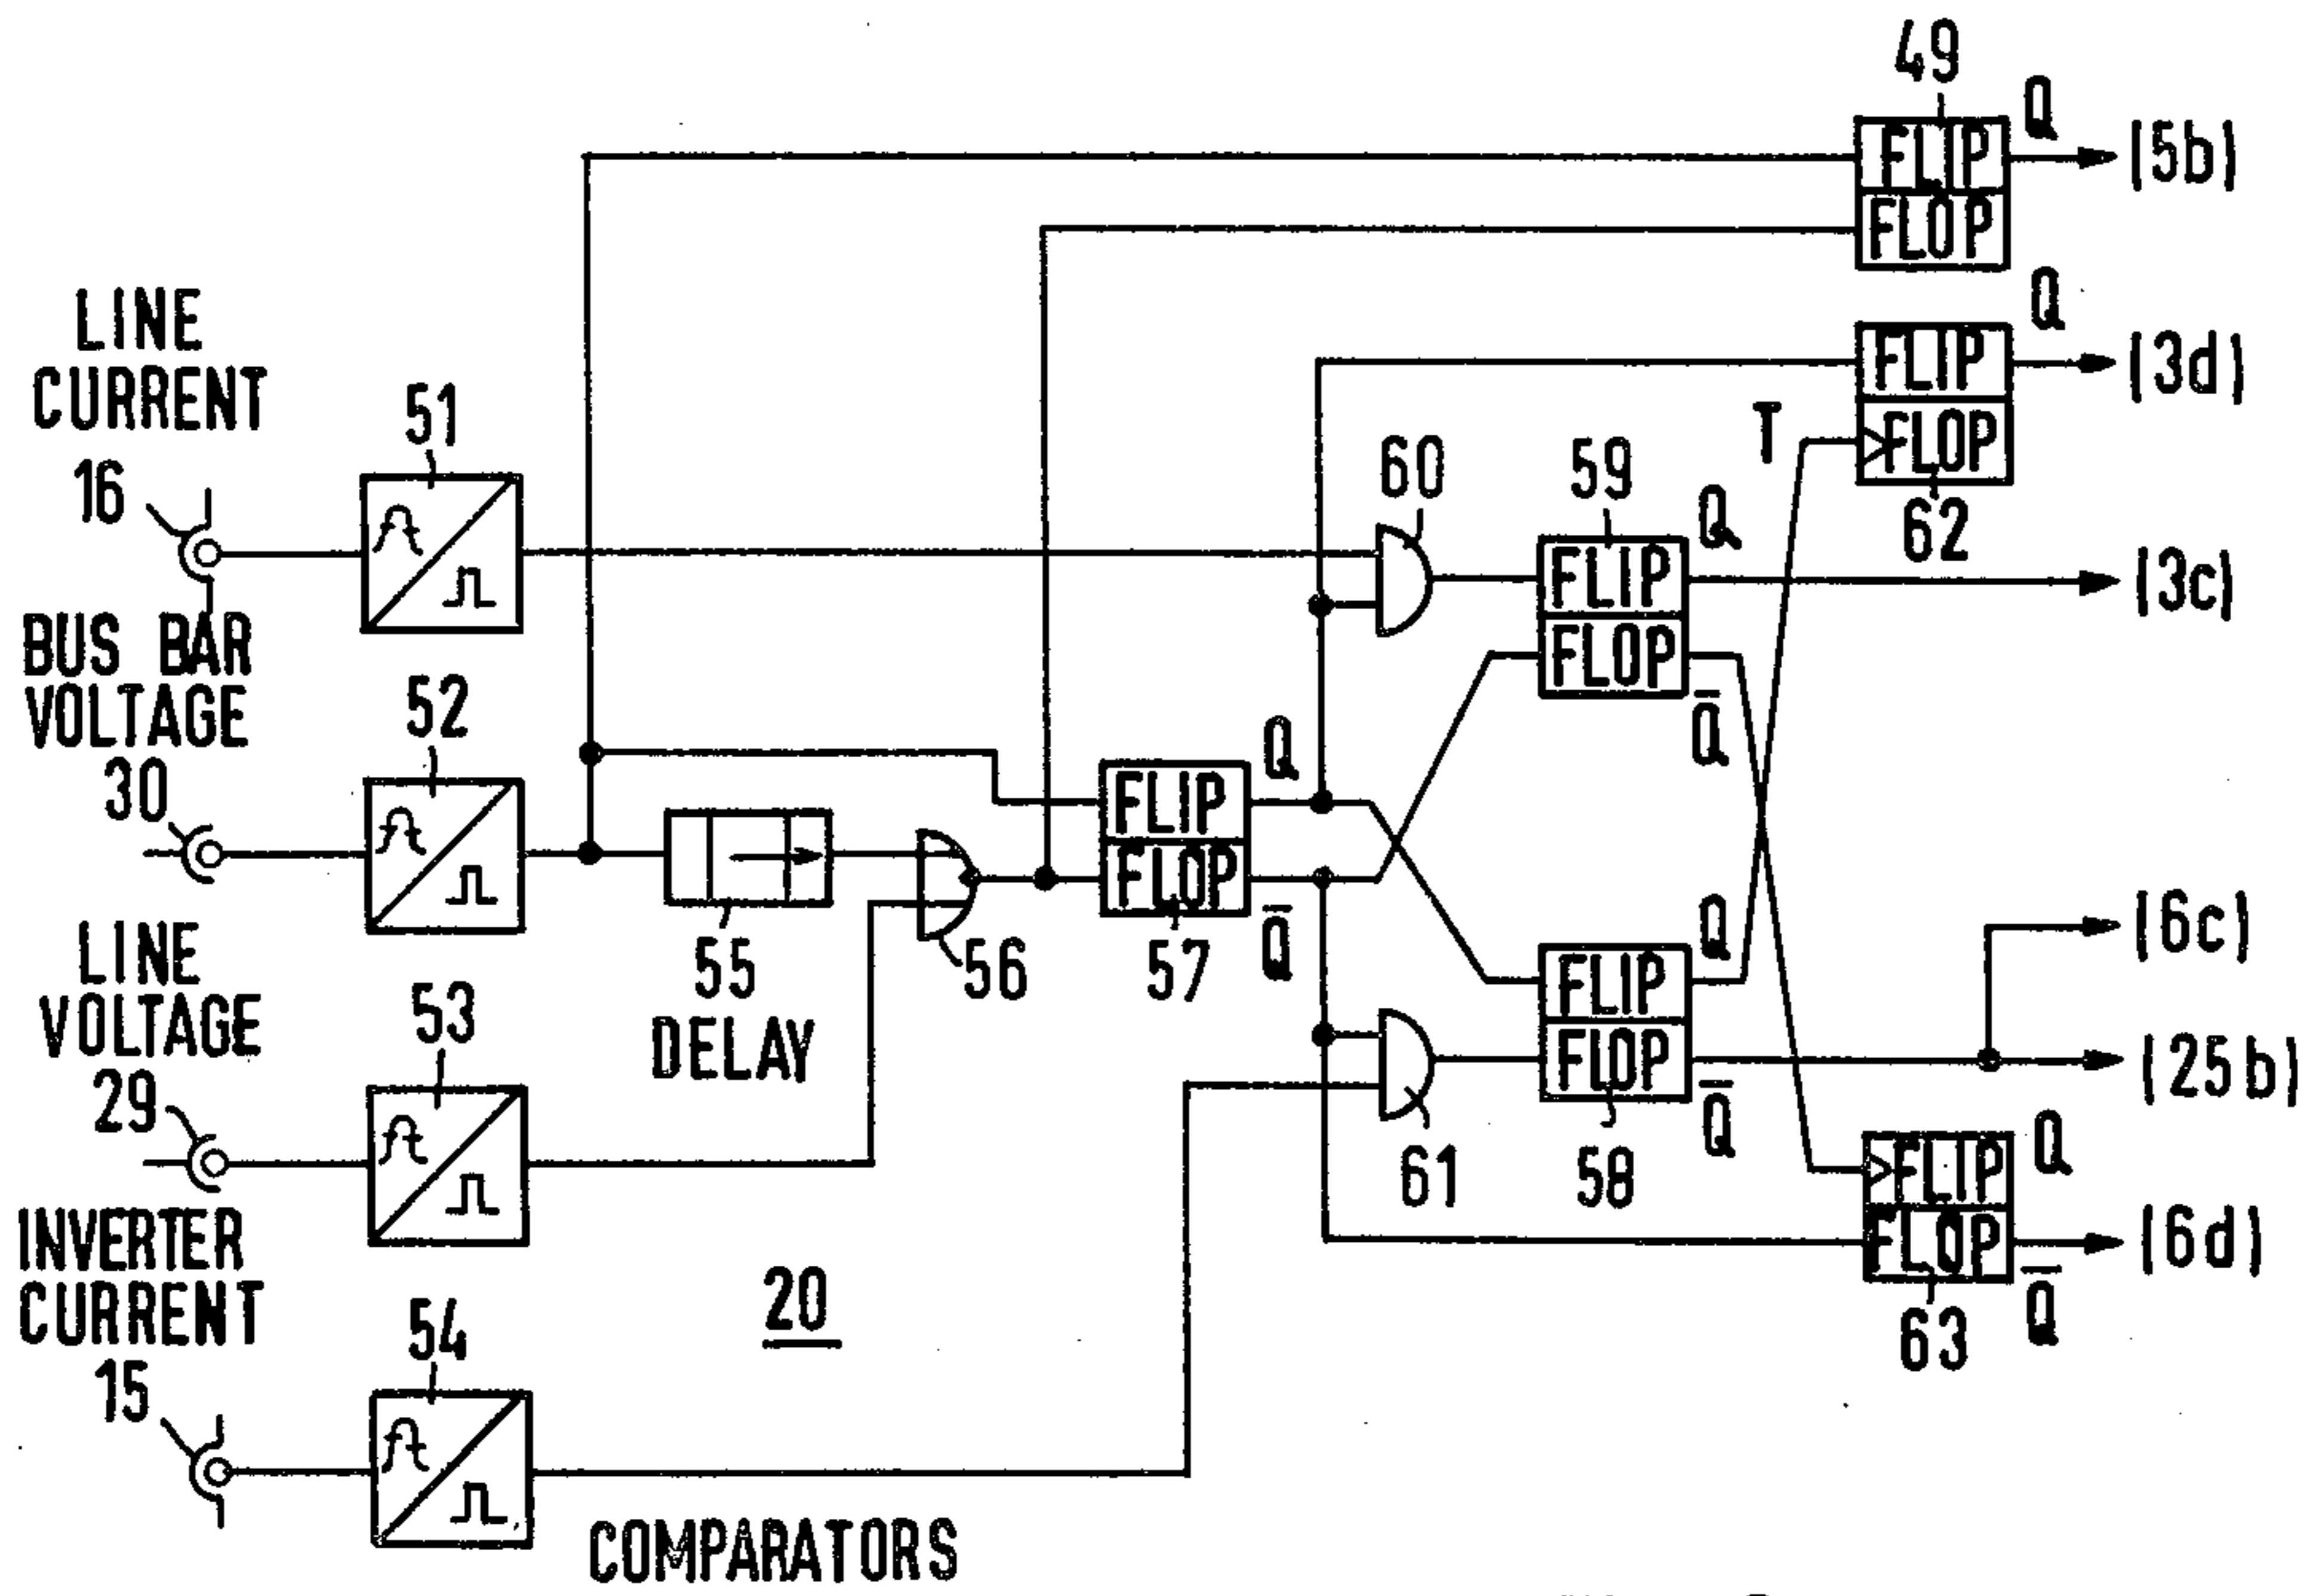 49
Q
FLIP
FLOP
(5b)
Q
FLIP
FLOP
(3d)
T
62
LINE
CURRENT
16
51
60
59
Q
FLIP
FLOP
Q
(3c)
BUS BAR
VOLTAGE
30
52
55
DELAY
56
Q
FLIP
FLOP
57
Q
LINE
VOLTAGE
29
53
61
Q
FLIP
FLOP
58
Q
(6c)
(25b)
Q
FLIP
FLOP
63
Q
(6d)
INVERTER
CURRENT
15
54
20
COMPARATORS